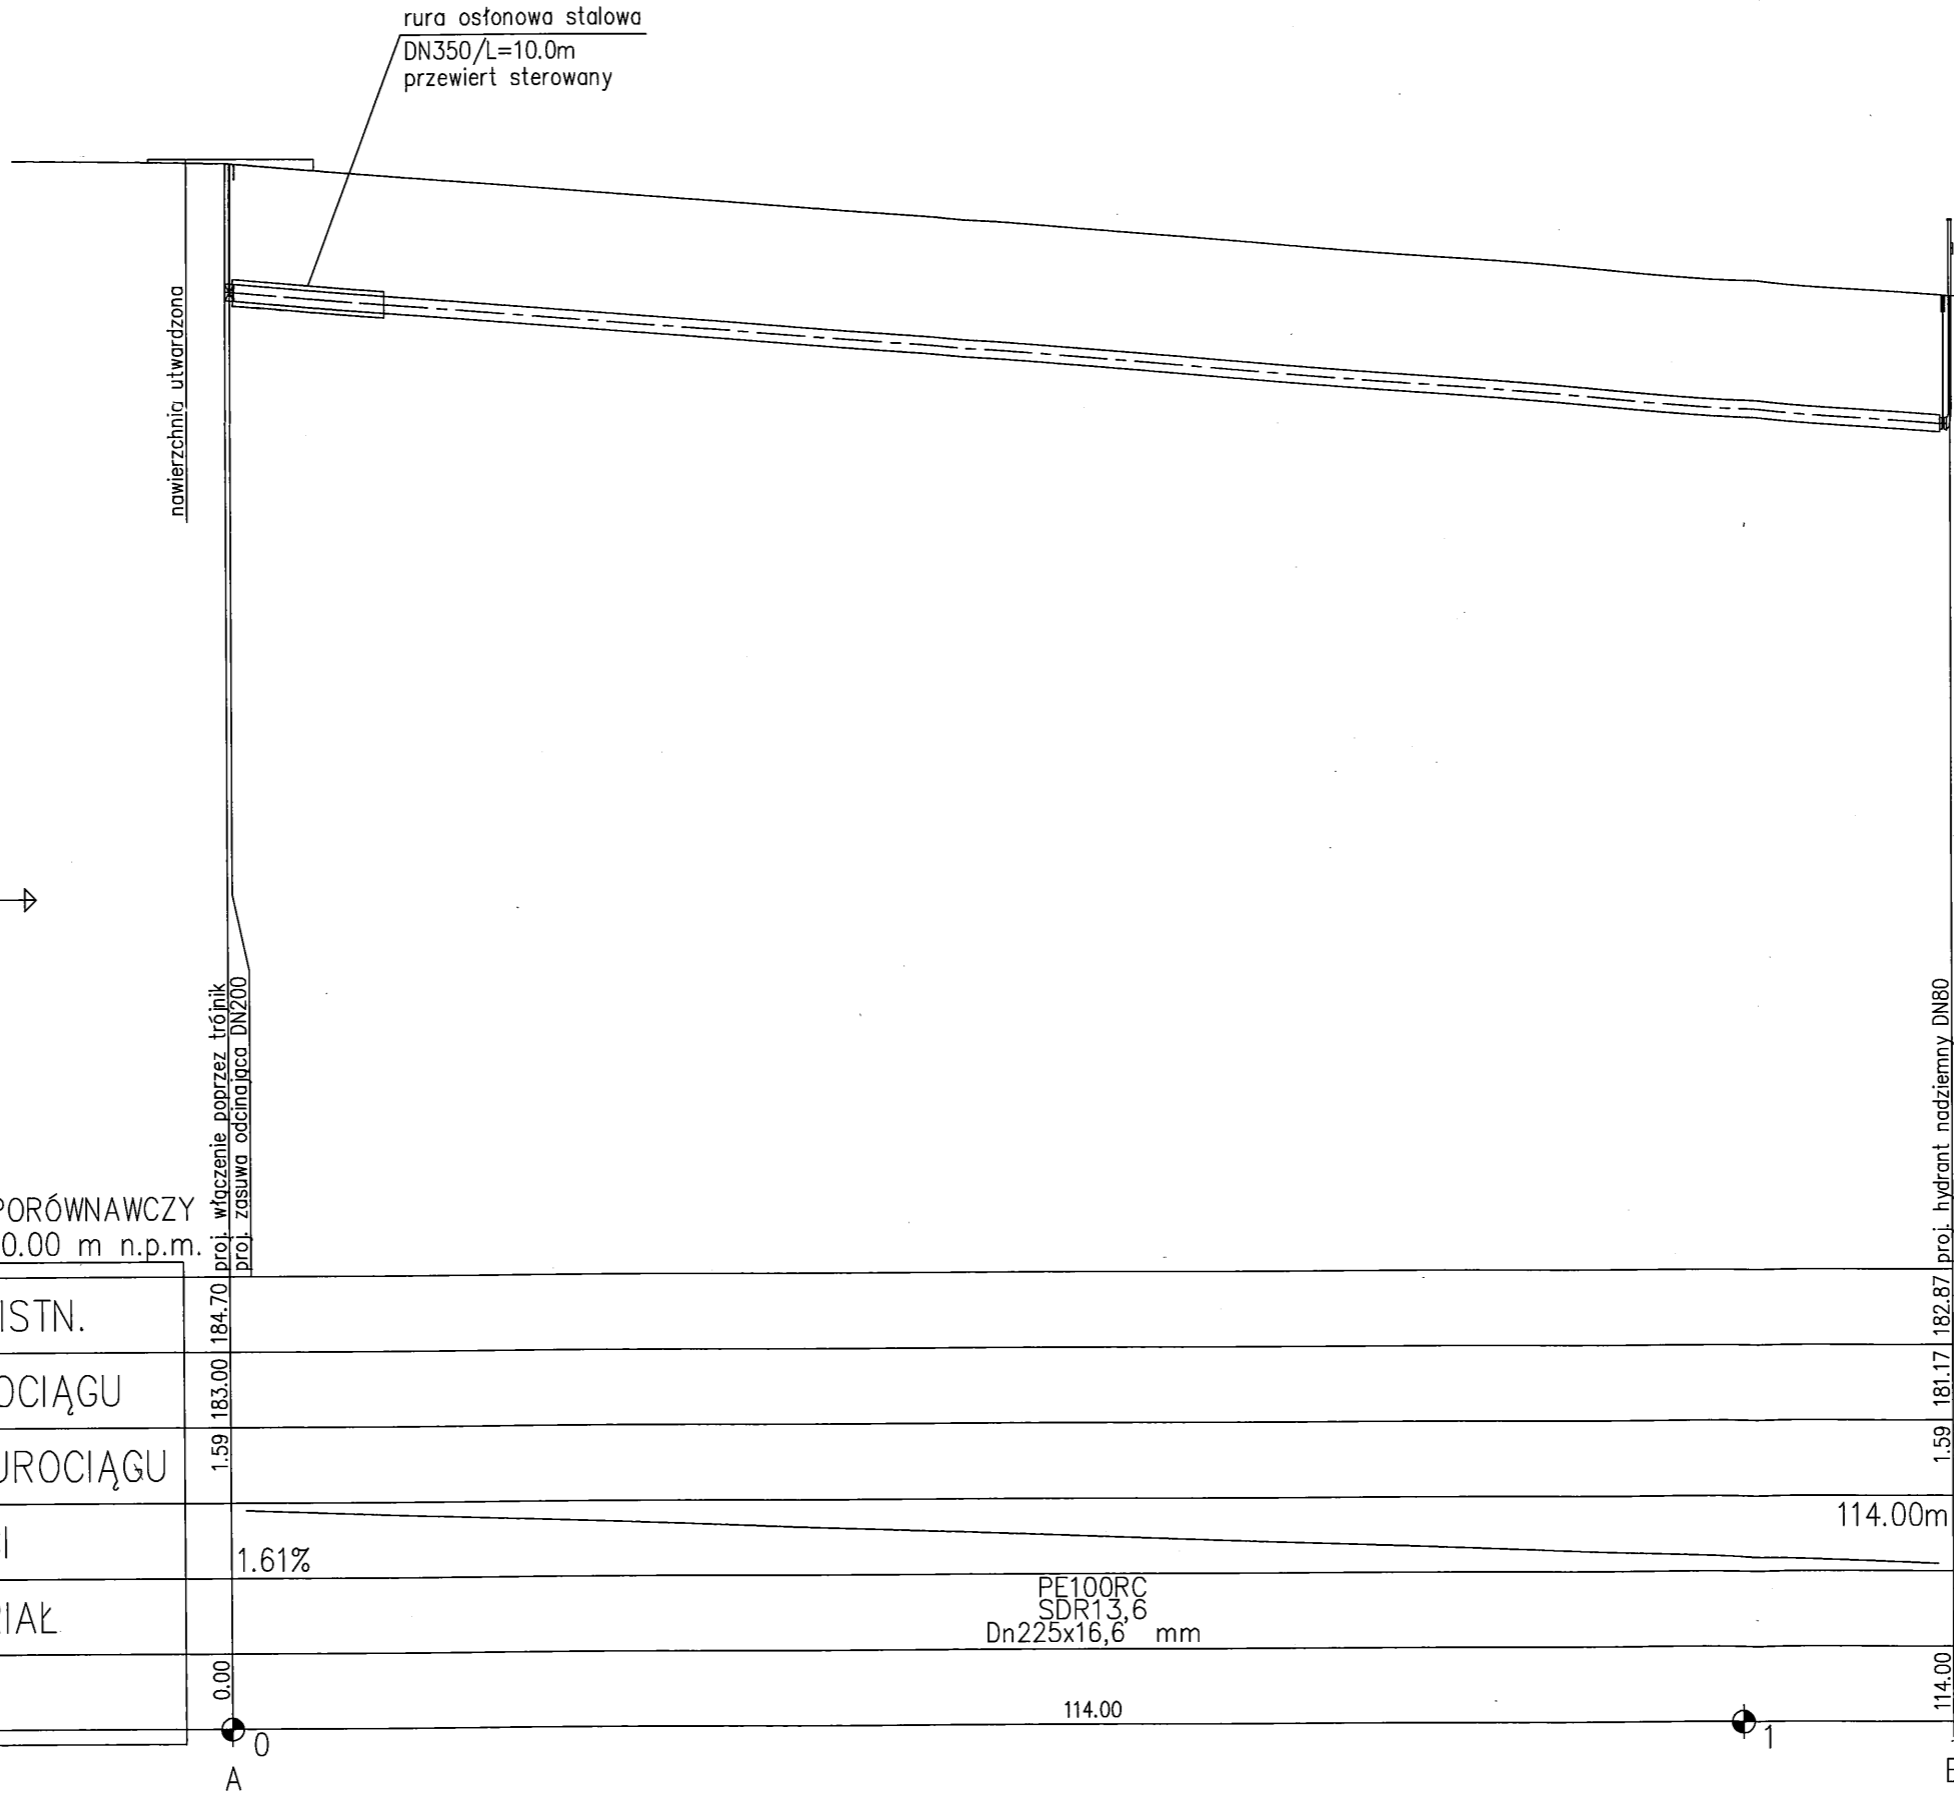 rura osłonowa stalowa
DN350/L=10.0m
przewiert sterowany
nawierzchnia utwardzona
proj. włączenie poprzez trójnik
proj. zasuwa odcinająca DN200
proj. hydrant nadziemny DN80
PORÓWNAWCZY
0.00 m n.p.m.
ISTN.
184.70
182.87
OCIĄGU
183.00
181.17
UROCIĄGU
1.59
1.59
I
1.61%
114.00m
RIAŁ
PE100RC
SDR13,6
Dn225x16,6 mm
0.00
114.00
114.00
0
1
A